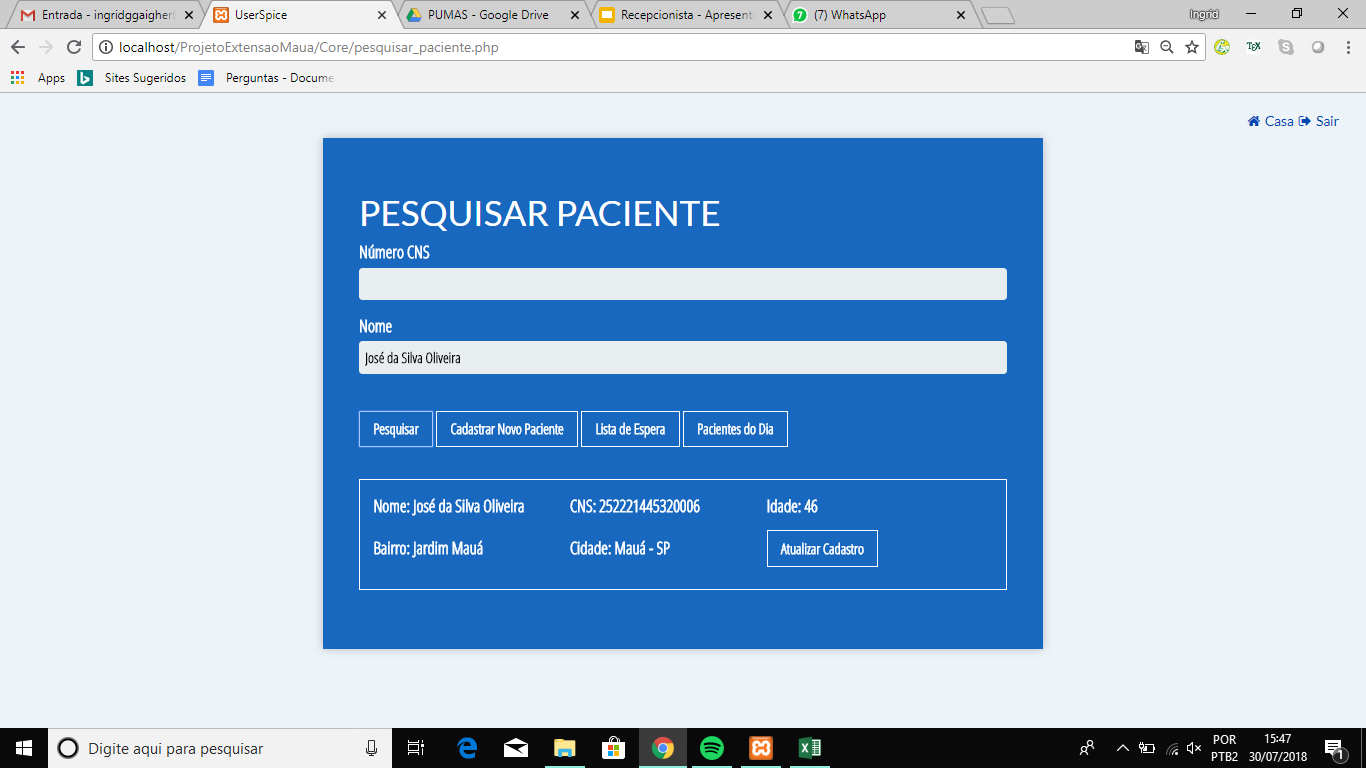 Entrada - ingridggaigher
UserSpice
PUMAS - Google Drive
Recepcionista - Apresent
(7) WhatsApp
Ingrid
localhost/ProjetoExtensaoMaua/Core/pesquisar_paciente.php
TEX
Apps
Sites Sugeridos
Perguntas - Docume
Casa
Sair
PESQUISAR PACIENTE
Número CNS
Nome
José da Silva Oliveira
Pesquisar
Cadastrar Novo Paciente
Lista de Espera
Pacientes do Dia
Nome: José da Silva Oliveira
CNS: 252221445320006
Idade: 46
Bairro: Jardim Mauá
Cidade: Mauá - SP
Atualizar Cadastro
Digite aqui para pesquisar
POR
PTB2
15:47
30/07/2018
1